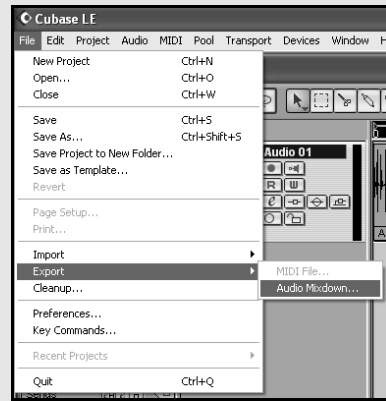 Cubase LE
File Edit Project Audio MIDI Pool Transport Devices Window
New Project Ctrl+N
Open... Ctrl+O
Close Ctrl+W
Save Ctrl+S
Save As... Ctrl+Shift+S
Save Project to New Folder...
Save as Template...
Revert
Page Setup...
Print...
Import
Export
MIDI File...
Audio Mixdown...
Cleanup...
Preferences...
Key Commands...
Recent Projects
Quit Ctrl+Q
Audio 01
R W
e